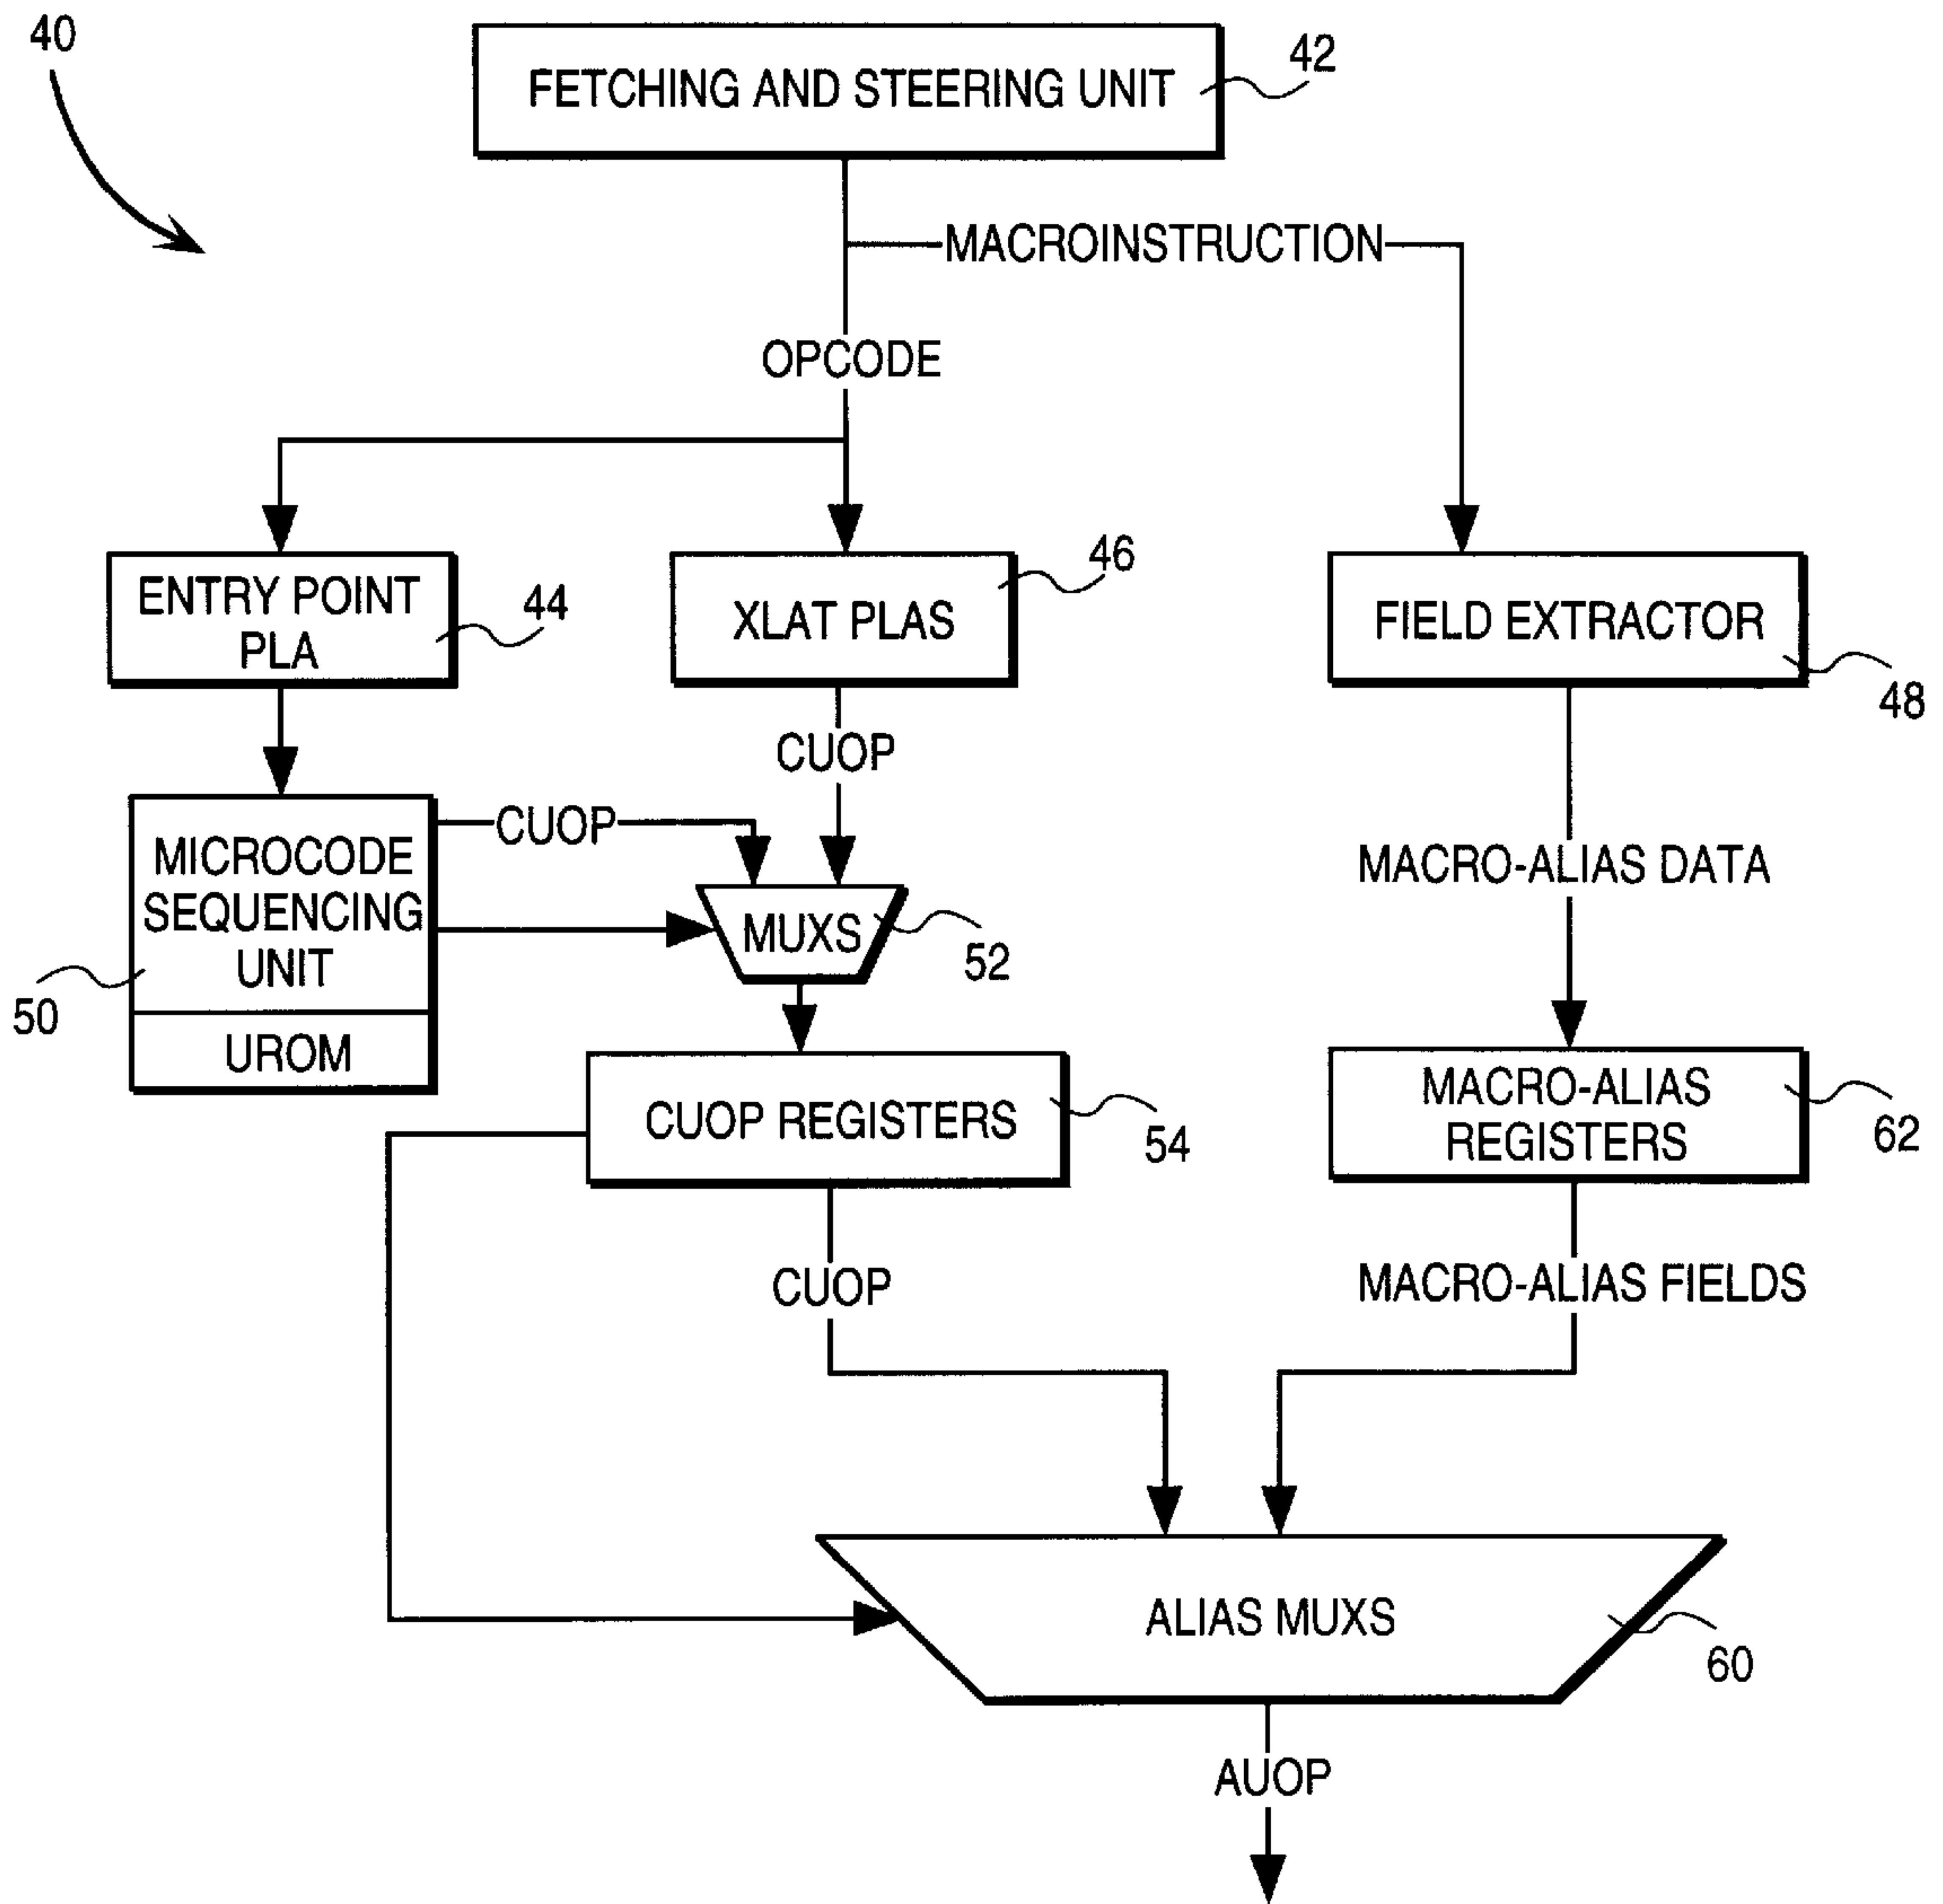 40
FETCHING AND STEERING UNIT
42
MACROINSTRUCTION
OPCODE
ENTRY POINT
PLA
44
XLAT PLAS
46
FIELD EXTRACTOR
48
CUOP
CUOP
MICROCODE
SEQUENCING
UNIT
UROM
50
MUXS
52
MACRO-ALIAS DATA
CUOP REGISTERS
54
MACRO-ALIAS
REGISTERS
62
CUOP
MACRO-ALIAS FIELDS
ALIAS MUXS
60
AUOP